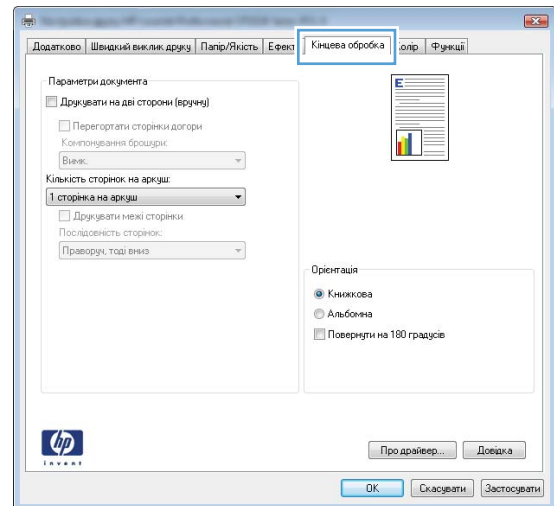 Додатково
Швидкий виклик друку
Папір/Якість
Ефект
Кінцева обробка
Колір
Функції
Параметри документа
Друкувати на дві сторони (вручну)
Перегортати сторінки догори
Компонування брошури:
Вимк.
Кількість сторінок на аркуш:
1 сторінка на аркуш
Друкувати межі сторінки
Послідовність сторінок:
Праворуч, тоді вниз
E
Орієнтація
Книжкова
Альбомна
Повернути на 180 градусів
hp
invent
Про драйвер...
Довідка
OK
Скасувати
Застосувати